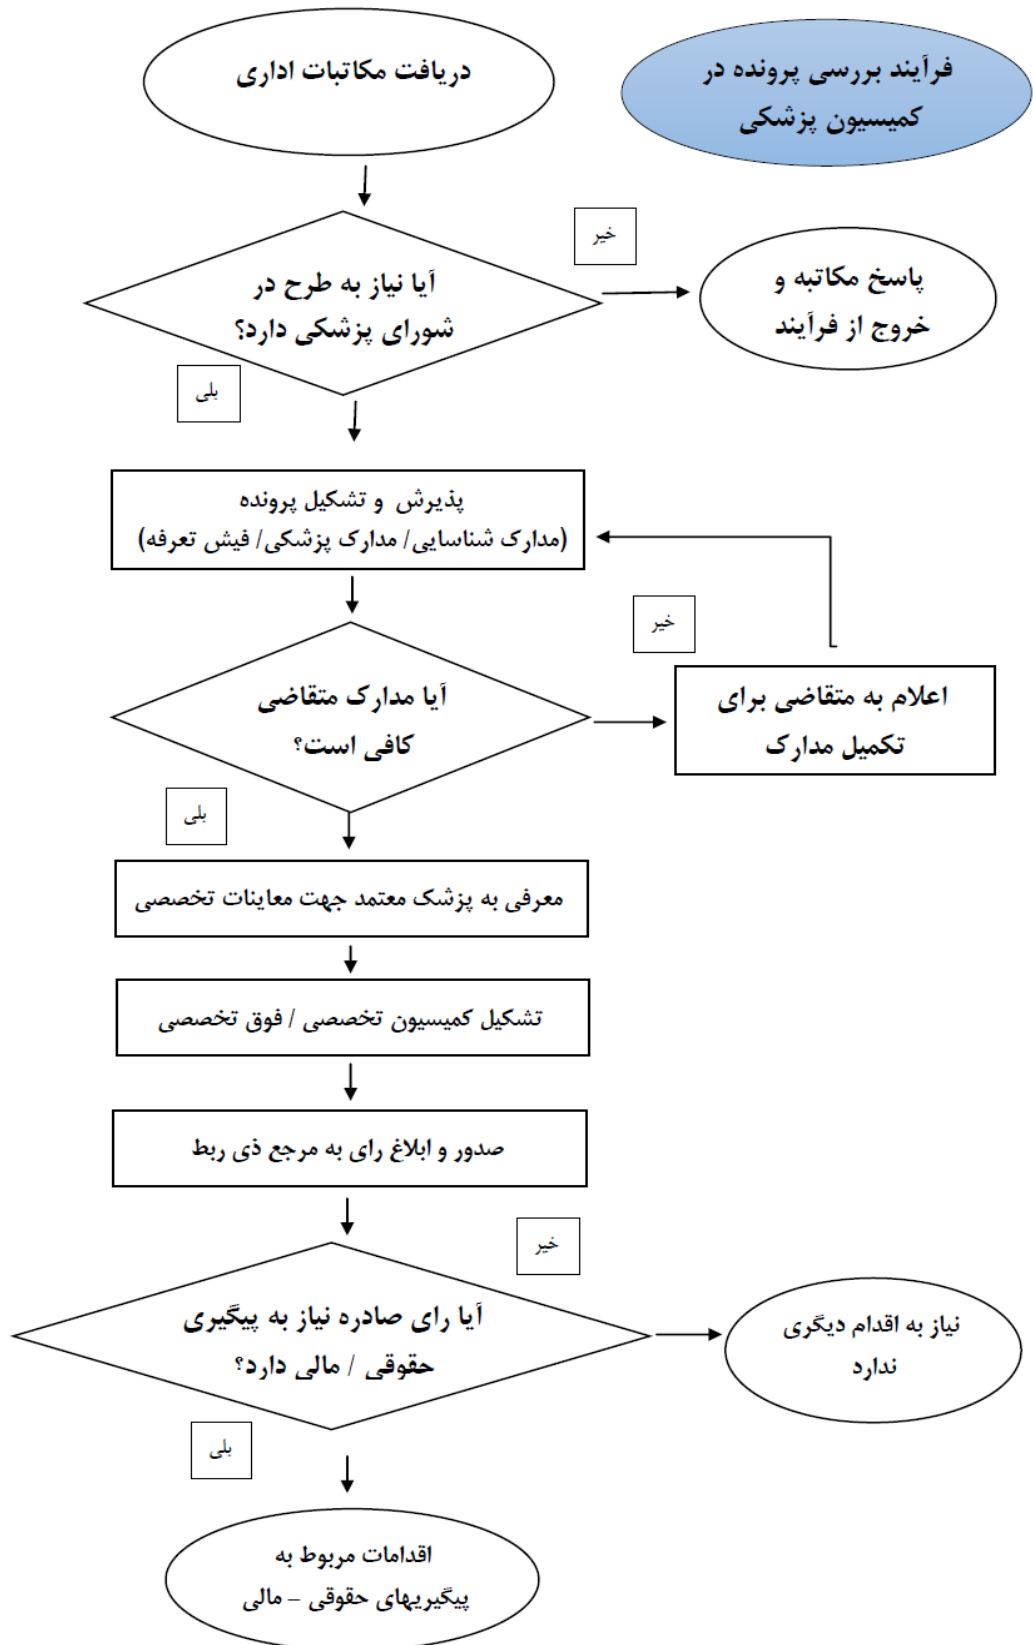 فرآیند بررسی پرونده در
کمیسیون پزشکی
دریافت مکاتبات اداری
آیا نیاز به طرح در
شورای پزشکی دارد؟
خیر
پاسخ مکاتبه و
خروج از فرآیند
بلی
پذیرش و تشکیل پرونده
(مدارک شناسایی/ مدارک پزشکی/ فیش تعرفه)
آیا مدارک متقاضی
کافی است؟
خیر
اعلام به متقاضی برای
تکمیل مدارک
بلی
معرفی به پزشک معتمد جهت معاینات تخصصی
تشکیل کمیسیون تخصصی / فوق تخصصی
صدور و ابلاغ رای به مرجع ذی ربط
آیا رای صادره نیاز به پیگیری
حقوقی / مالی دارد؟
خیر
نیاز به اقدام دیگری
ندارد
بلی
اقدامات مربوط به
پیگیریهای حقوقی – مالی